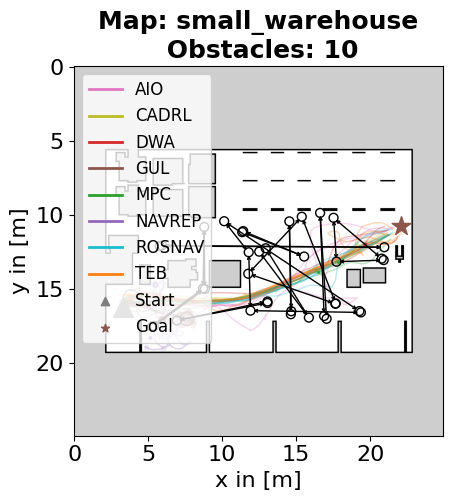 Map: small_warehouse
Obstacles: 10
0
5
10
15
20
y in [m]
AIO
CADRL
DWA
GUL
MPC
NAVREP
ROSNAV
TEB
Start
Goal
0
5
10
15
20
x in [m]